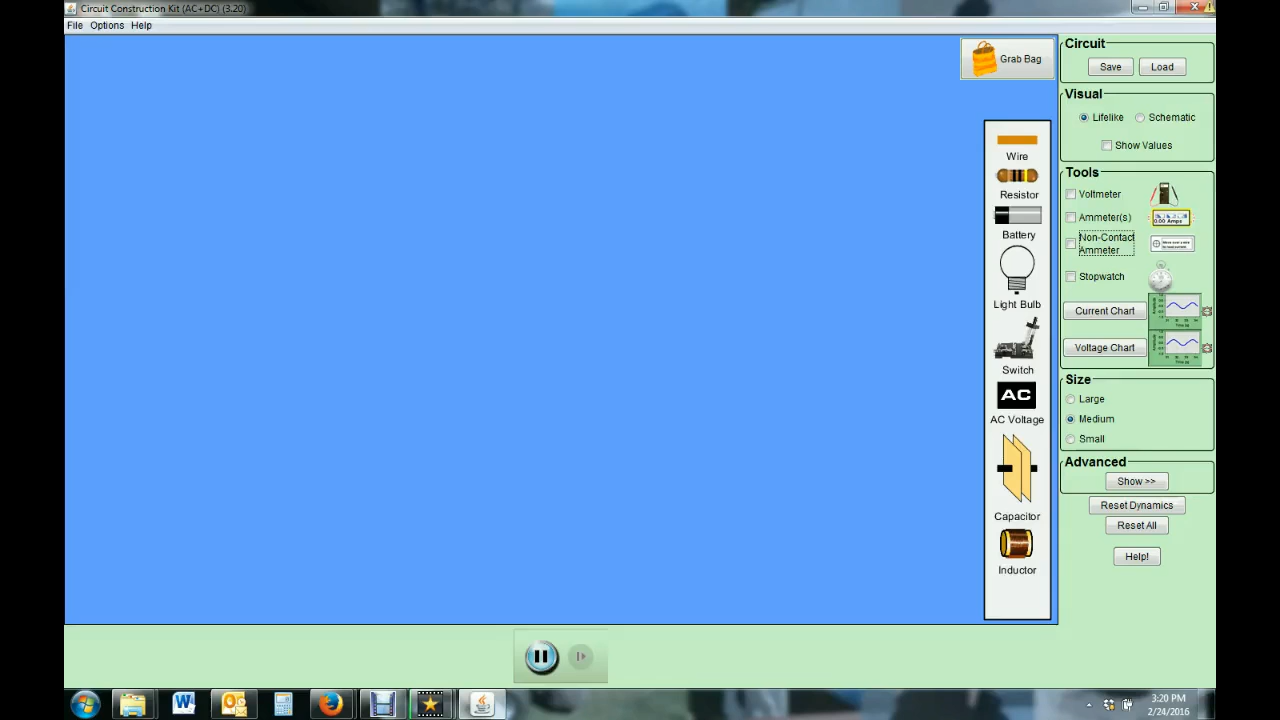 Circuit Construction Kit (AC+DC) (3.20)
File Options Help
Grab Bag
Wire
Resistor
Battery
Light Bulb
Switch
AC
AC Voltage
Capacitor
Inductor
Circuit
Save Load
Visual
Lifelike Schematic
Show Values
Tools
Voltmeter
Ammeter(s)
0.00 Amps
Non-Contact
Ammeter
Stopwatch
Current Chart
Voltage Chart
Size
Large
Medium
Small
Advanced
Show >>
Reset Dynamics
Reset All
Help!
3:20 PM
2/24/2016